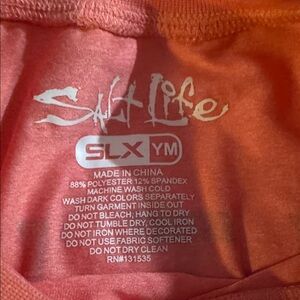 Salt Life
SLX YM
MADE IN CHINA
88% POLYESTER 12% SPANDEX
MACHINE WASH COLD
WASH DARK COLORS SEPARATELY
TURN GARMENT INSIDE OUT
DO NOT BLEACH, HANG TO DRY
DO NOT TUMBLE DRY, COOL IRON
DO NOT IRON WHERE DECORATED
DO NOT USE FABRIC SOFTENER
DO NOT DRY CLEAN
RN#131535